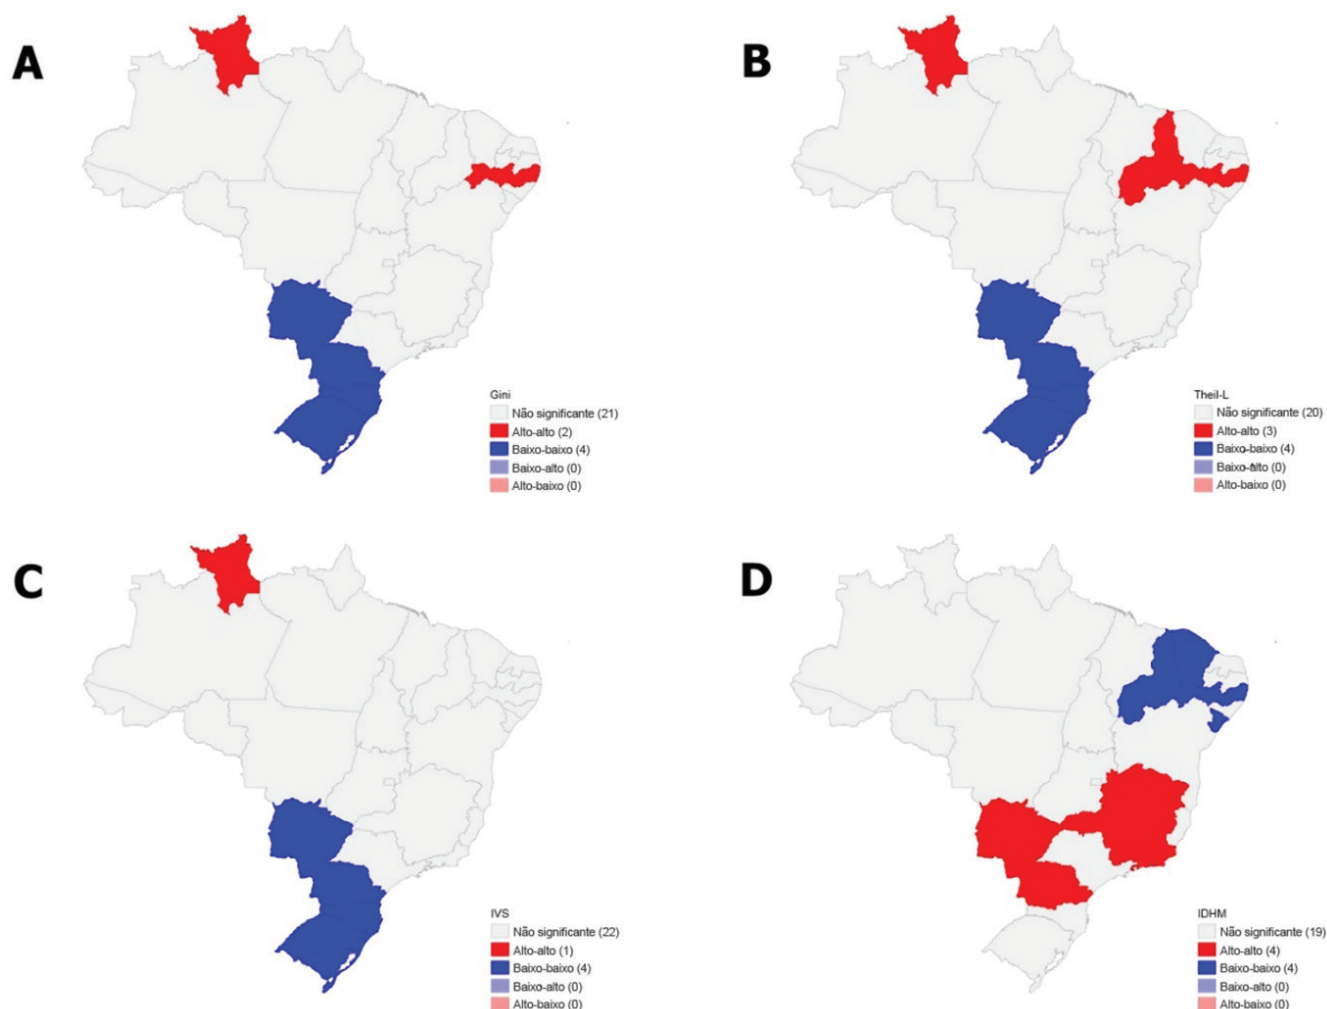 A
B
Gini
Não significante (21)
Alto-alto (2)
Baixo-baixo (4)
Baixo-alto (0)
Alto-baixo (0)
Theil-L
Não significante (20)
Alto-alto (3)
Baixo-baixo (4)
Baixo-alto (0)
Alto-baixo (0)
C
D
IVS
Não significante (22)
Alto-alto (1)
Baixo-baixo (4)
Baixo-alto (0)
Alto-baixo (0)
IDHM
Não significante (19)
Alto-alto (4)
Baixo-baixo (4)
Baixo-alto (0)
Alto-baixo (0)